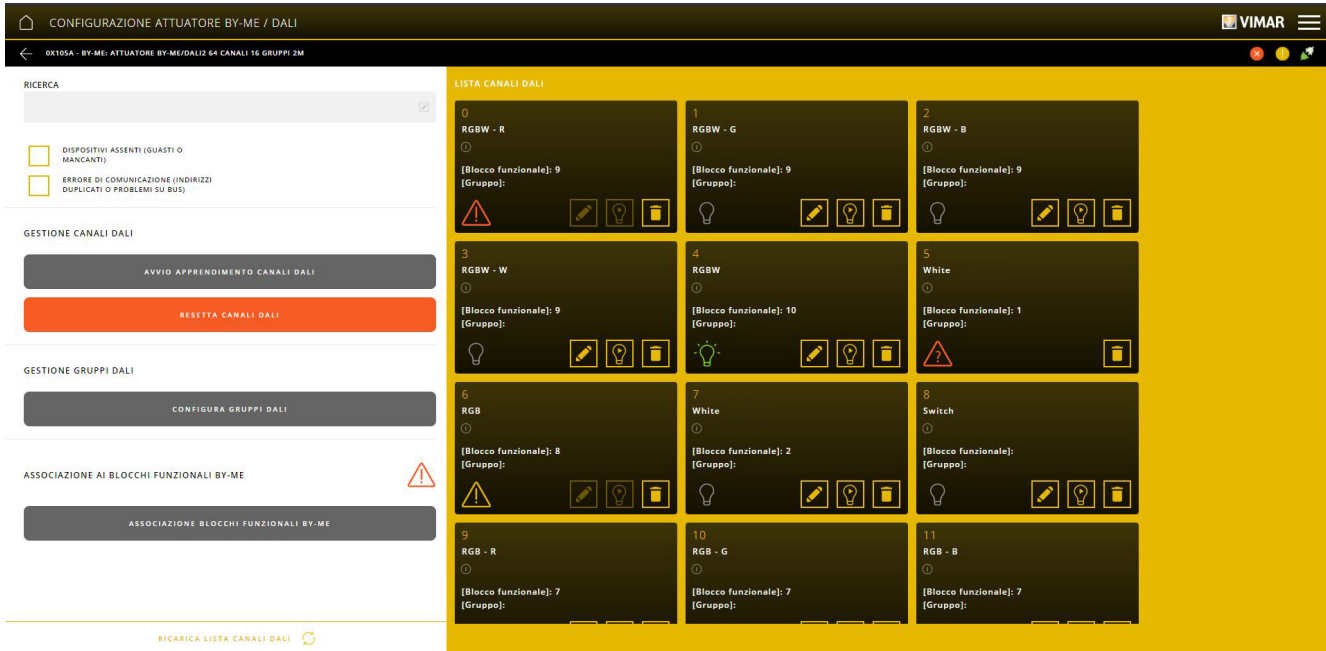 CONFIGURAZIONE ATTUATORE BY-ME / DALI
VIMAR
0X105A - BY-ME: ATTUATORE BY-ME/DALI2 64 CANALI 16 GRUPPI 2M
RICERCA
DISPOSITIVI ASSENTI (GUASTI O
MANCANTI)
ERRORE DI COMUNICAZIONE (INDIRIZZI
DUPLICATI O PROBLEMI SU BUS)
GESTIONE CANALI DALI
AVVIO APPRENDIMENTO CANALI DALI
RESETTA CANALI DALI
GESTIONE GRUPPI DALI
CONFIGURA GRUPPI DALI
ASSOCIAZIONE AI BLOCCHI FUNZIONALI BY-ME
ASSOCIAZIONE BLOCCHI FUNZIONALI BY-ME
RICARICA LISTA CANALI DALI
LISTA CANALI DALI
0
RGBW - R
[Blocco funzionale]: 9
[Gruppo]:
1
RGBW - G
[Blocco funzionale]: 9
[Gruppo]:
2
RGBW - B
[Blocco funzionale]: 9
[Gruppo]:
3
RGBW - W
[Blocco funzionale]: 9
[Gruppo]:
4
RGBW
[Blocco funzionale]: 10
[Gruppo]:
5
White
[Blocco funzionale]: 1
[Gruppo]:
6
RGB
[Blocco funzionale]: 8
[Gruppo]:
7
White
[Blocco funzionale]: 2
[Gruppo]:
8
Switch
[Blocco funzionale]:
[Gruppo]:
9
RGB - R
[Blocco funzionale]: 7
[Gruppo]:
10
RGB - G
[Blocco funzionale]: 7
[Gruppo]:
11
RGB - B
[Blocco funzionale]: 7
[Gruppo]: